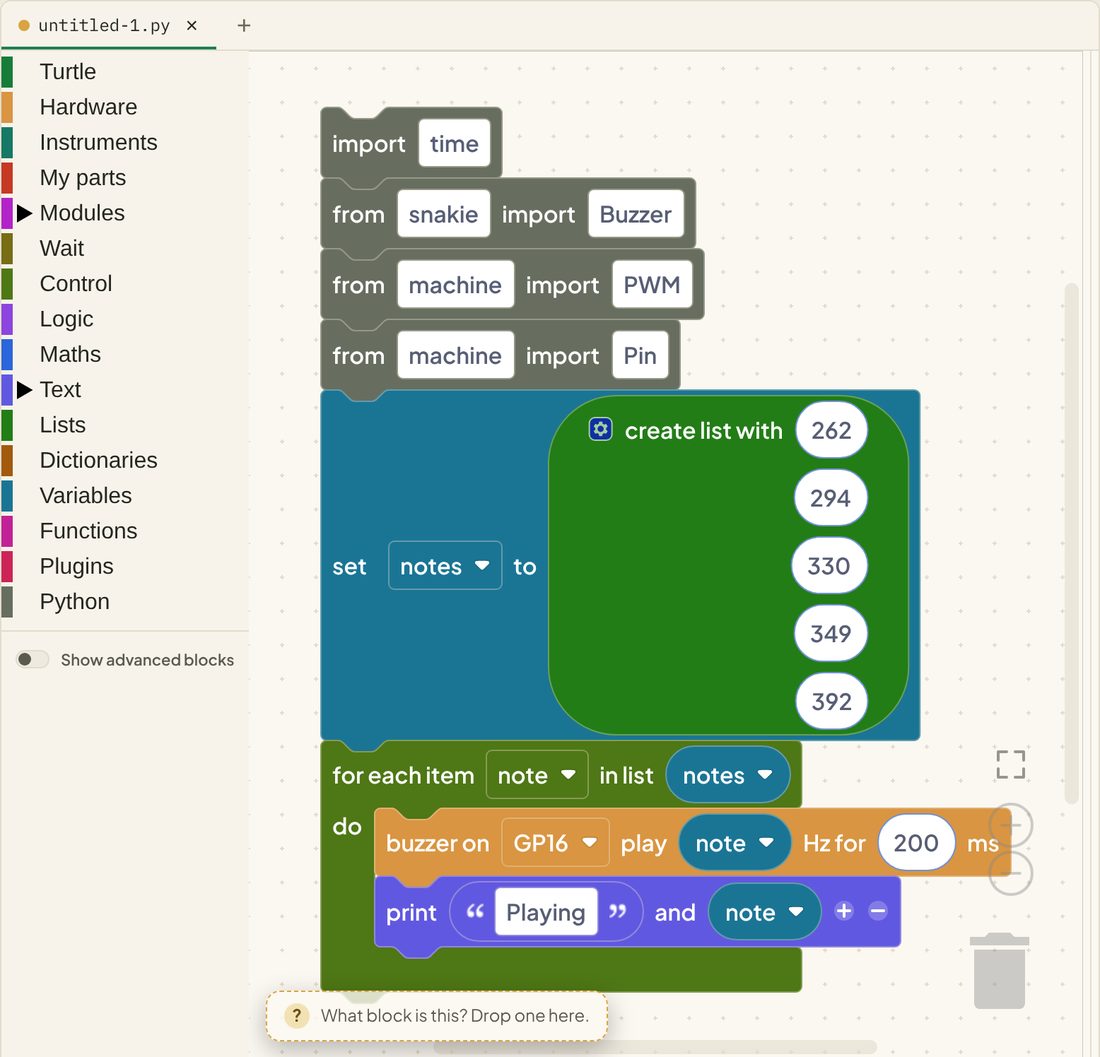 untitled-1.py × +
Turtle
Hardware
Instruments
My parts
Modules
Wait
Control
Logic
Maths
Text
Lists
Dictionaries
Variables
Functions
Plugins
Python
Show advanced blocks
import time
from snakie import Buzzer
from machine import PWM
from machine import Pin
set notes to create list with 262
294
330
349
392
for each item note in list notes
do
buzzer on GP16 play note Hz for 200 ms
print “ Playing ” and note + −
? What block is this? Drop one here.